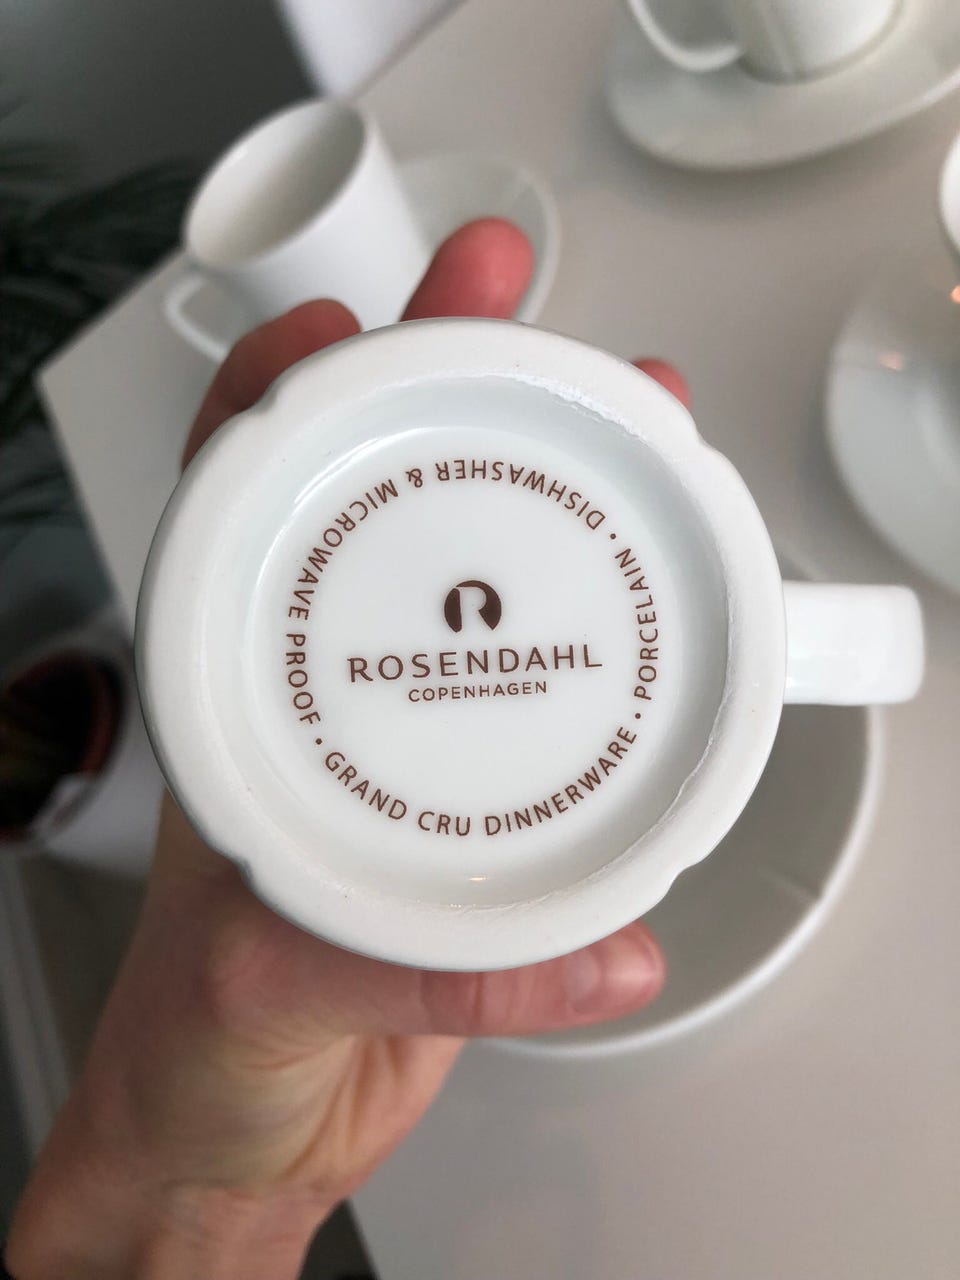 R
ROSENDAHL
COPENHAGEN
GRAND CRU DINNERWARE • PORCELAIN • DISHWASHER & MICROWAVE PROOF •